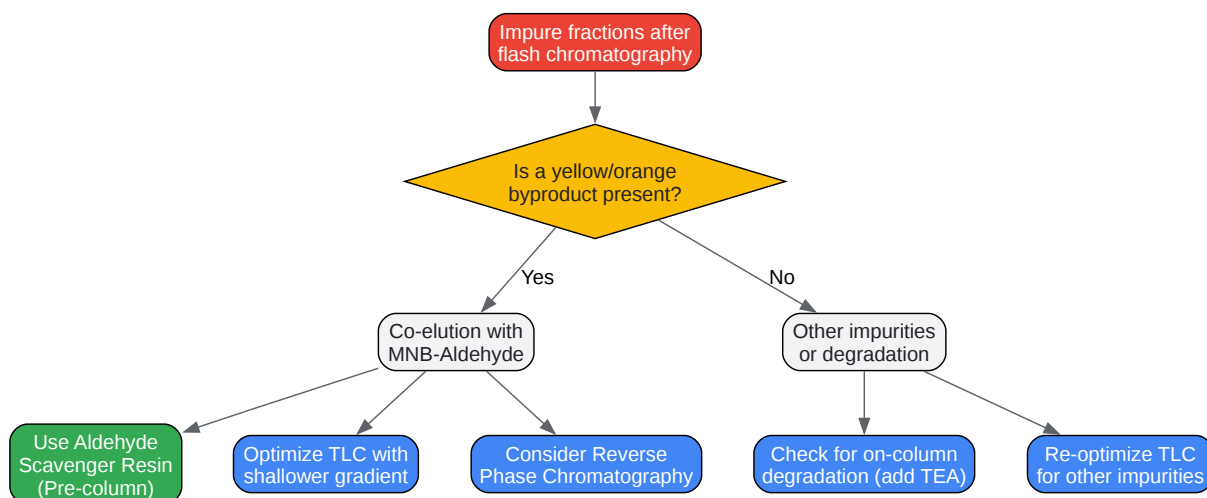 Impure fractions after
flash chromatography
Is a yellow/orange
byproduct present?
Yes
No
Co-elution with
MNB-Aldehyde
Other impurities
or degradation
Use Aldehyde
Scavenger Resin
(Pre-column)
Optimize TLC with
shallower gradient
Consider Reverse
Phase Chromatography
Check for on-column
degradation (add TEA)
Re-optimize TLC
for other impurities